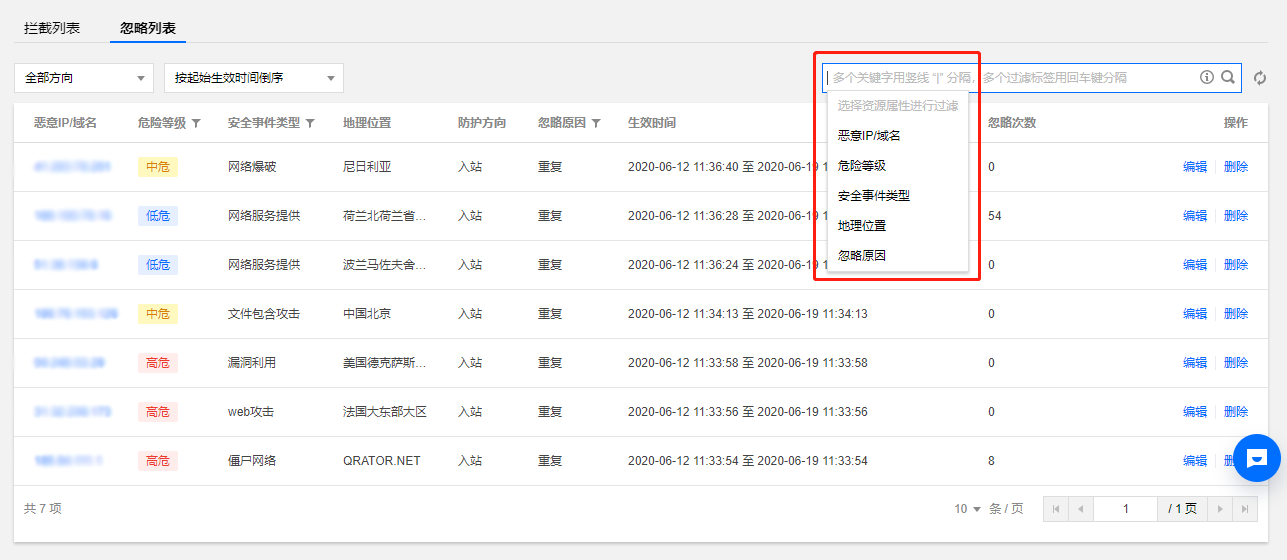 拦截列表 忽略列表
全部方向 按起始生效时间倒序 多个关键字用竖线 “|” 分隔，多个过滤标签用回车键分隔
选择资源属性进行过滤
恶意IP/域名
危险等级
安全事件类型
地理位置
忽略原因
恶意IP/域名 危险等级 安全事件类型 地理位置 防护方向 忽略原因 生效时间 忽略次数 操作
中危 网络爆破 尼日利亚 入站 重复 2020-06-12 11:36:40 至 2020-06-19 1 0 编辑 删除
低危 网络服务提供 荷兰北荷兰省... 入站 重复 2020-06-12 11:36:28 至 2020-06-19 1 54 编辑 删除
低危 网络服务提供 波兰马佐夫舍... 入站 重复 2020-06-12 11:36:24 至 2020-06-19 1 0 编辑 删除
中危 文件包含攻击 中国北京 入站 重复 2020-06-12 11:34:13 至 2020-06-19 11:34:13 0 编辑 删除
高危 漏洞利用 美国德克萨斯... 入站 重复 2020-06-12 11:33:58 至 2020-06-19 11:33:58 0 编辑 删除
高危 web攻击 法国大东部大区 入站 重复 2020-06-12 11:33:56 至 2020-06-19 11:33:56 0 编辑 删除
高危 僵尸网络 QRATOR.NET 入站 重复 2020-06-12 11:33:54 至 2020-06-19 11:33:54 8 编辑 删
共 7 项 10 条 / 页 1 / 1 页